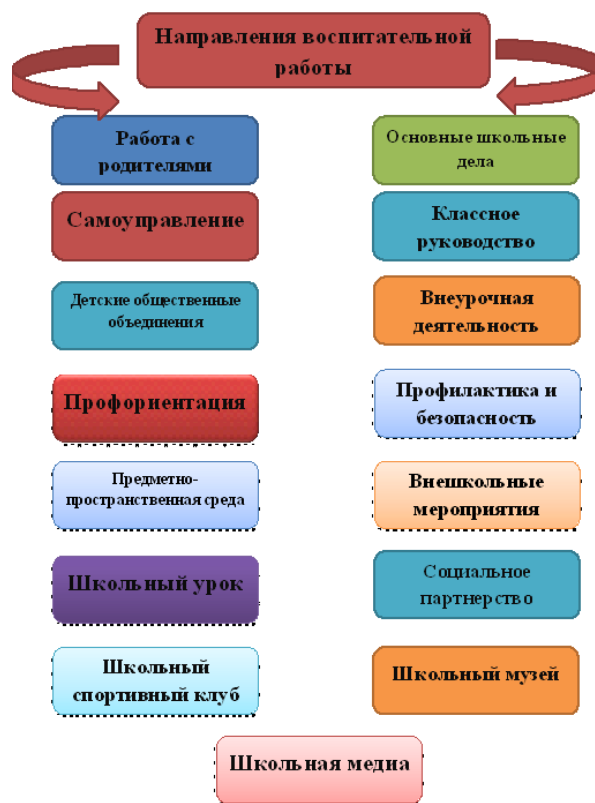 Направления воспитательной
работы
Работа с
родителями
Основные школьные
дела
Самоуправление
Классное
руководство
Детские общественные
объединения
Внеурочная
деятельность
Профориентация
Профилактика и
безопасность
Предметно-
пространственная среда
Внешкольные
мероприятия
Школьный урок
Социальное
партнерство
Школьный
спортивный клуб
Школьный музей
Школьная медиа